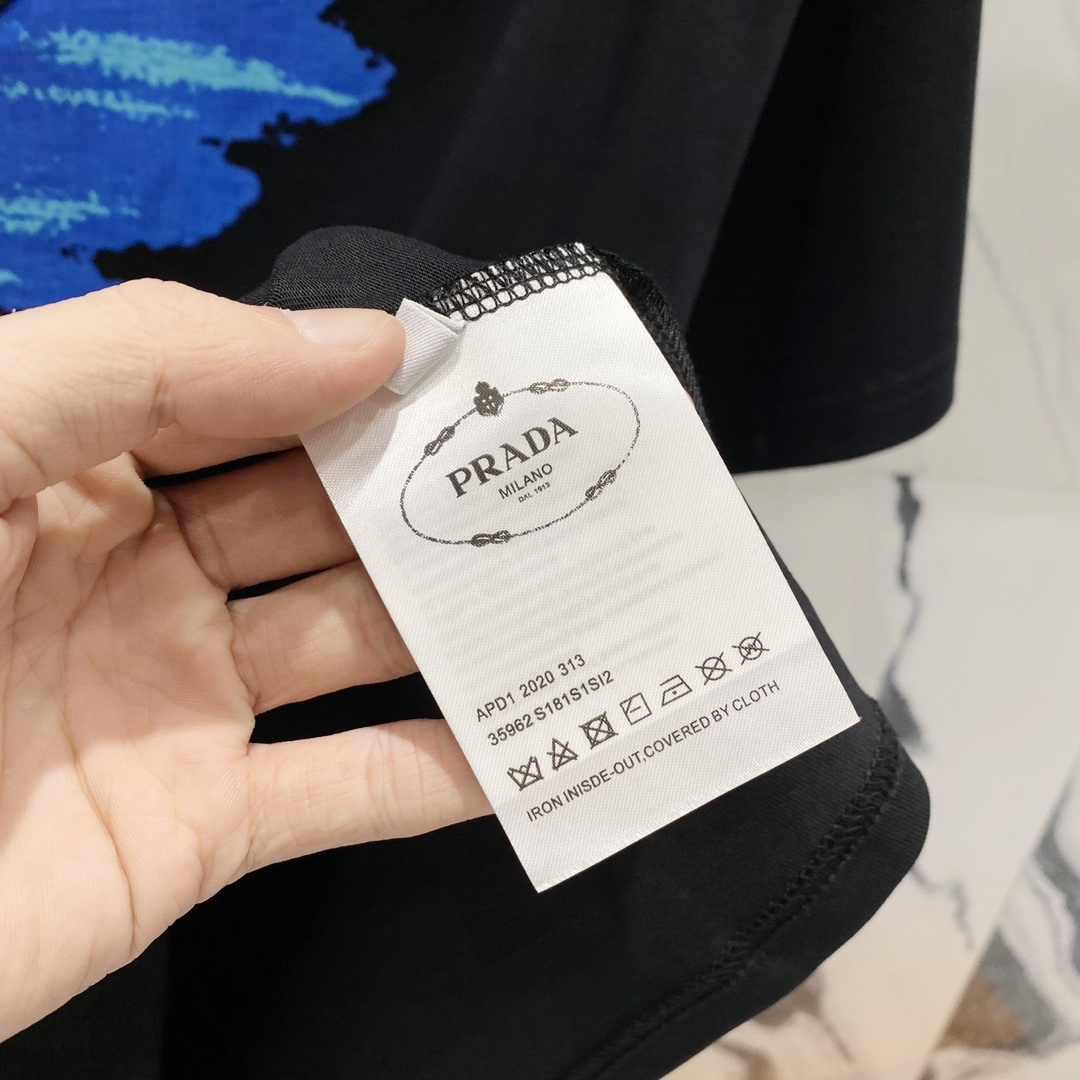 PRADA
MILANO
DAL 1913
APD1 2020 313
35962 S181S1SI2
IRON INISDE-OUT.COVERED BY CLOTH